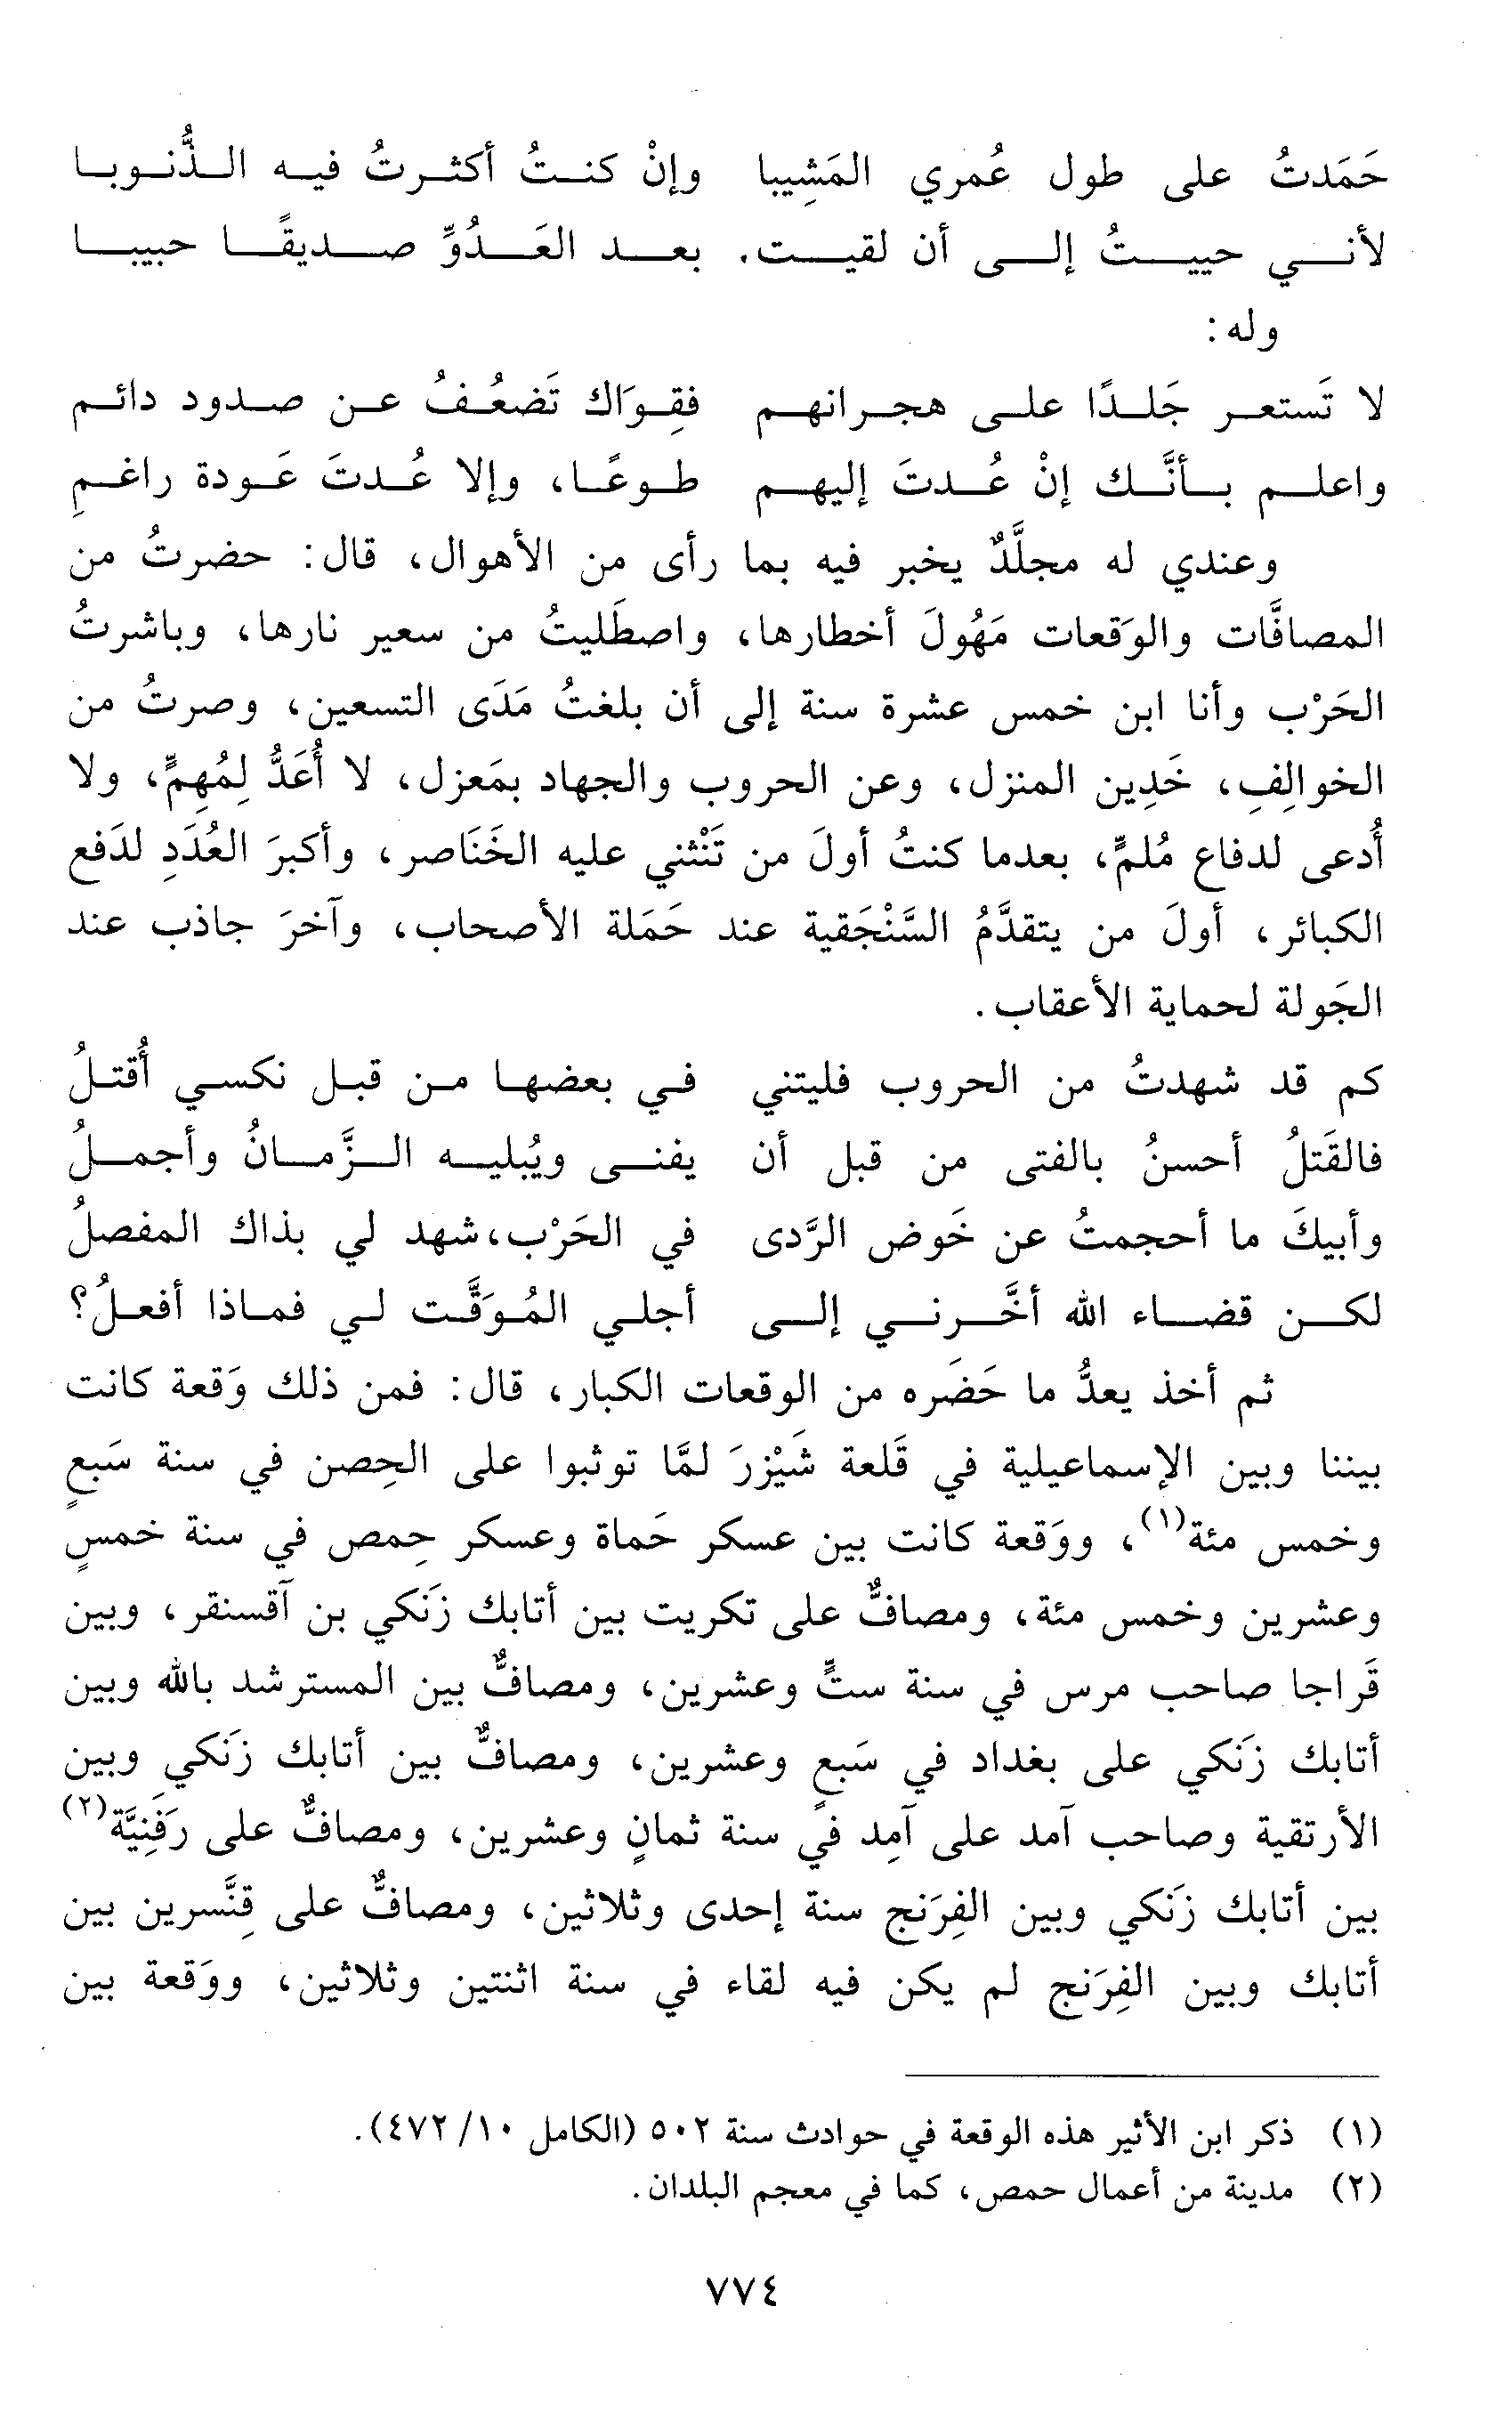 حَمَدتُ على طول عُمري المَشِيبا وإنْ كنتُ أكثرتُ فيه الذُّنوبا
لأني حييتُ إلى أن لقيت. بعد العَدُوِّ صديقًا حبيبا
وله:
لا تَستعر جَلدًا على هجرانهم فقِوَاك تَضعُفُ عن صدود دائم
واعلم بأنَّك إنْ عُدتَ إليهم طوعًا، وإلا عُدتَ عَودة راغمِ
وعندي له مجلَّدٌ يخبر فيه بما رأى من الأهوال، قال: حضرتُ من
المصافَّات والوَقعات مَهُولَ أخطارها، واصطَليتُ من سعير نارها، وباشرتُ
الحَرْب وأنا ابن خمس عشرة سنة إلى أن بلغتُ مَدَى التسعين، وصرتُ من
الخوالِفِ، خَدِين المنزل، وعن الحروب والجهاد بمَعزل، لا أُعَدُّ لِمُهِمٍّ، ولا
أُدعى لدفاع مُلمٍّ، بعدما كنتُ أولَ من تَنْثني عليه الخَنَاصر، وأكبرَ العُدَدِ لدَفع
الكبائر، أولَ من يتقدَّمُ السَّنْجَقية عند حَمَلة الأصحاب، وآخرَ جاذب عند
الجَولة لحماية الأعقاب.
كم قد شهدتُ من الحروب فليتني في بعضها من قبل نكسي أُقتلُ
فالقَتلُ أحسنُ بالفتى من قبل أن يفنى ويُبليه الزَّمانُ وأجملُ
وأبيكَ ما أحجمتُ عن خَوض الرَّدى في الحَرْب،شهد لي بذاك المفصلُ
لكن قضاء الله أخَّرني إلى أجلي المُوَقَّت لي فماذا أفعلُ؟
ثم أخذ يعدُّ ما حَضَره من الوقعات الكبار، قال: فمن ذلك وَقعة كانت
بيننا وبين الإسماعيلية في قَلعة شَيْزرَ لمَّا توثبوا على الحِصن في سنة سَبعٍ
وخمس مئة(١)، ووَقعة كانت بين عسكر حَماة وعسكر حِمص في سنة خمسٍ
وعشرين وخمس مئة، ومصافٌّ على تكريت بين أتابك زَنكي بن آقسنقر، وبين
قَراجا صاحب مرس في سنة ستٍّ وعشرين، ومصافٌّ بين المسترشد بالله وبين
أتابك زَنكي على بغداد في سَبعٍ وعشرين، ومصافٌّ بين أتابك زَنكي وبين
الأرتقية وصاحب آمد على آمِد في سنة ثمانٍ وعشرين، ومصافٌّ على رَفَنِيَّة(٢)
بين أتابك زَنكي وبين الفِرَنج سنة إحدى وثلاثين، ومصافٌّ على قِنَّسرين بين
أتابك وبين الفِرَنج لم يكن فيه لقاء في سنة اثنتين وثلاثين، ووَقعة بين
(١) ذكر ابن الأثير هذه الوقعة في حوادث سنة ٥٠٢ (الكامل ١٠/ ٤٧٢).
(٢) مدينة من أعمال حمص، كما في معجم البلدان.
٧٧٤